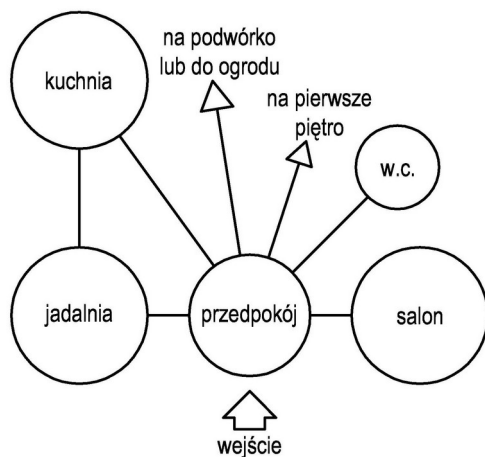 na podwórko
lub do ogrodu
kuchnia
na pierwsze
piętro
w.c.
jadalnia
przedpokój
salon
wejście